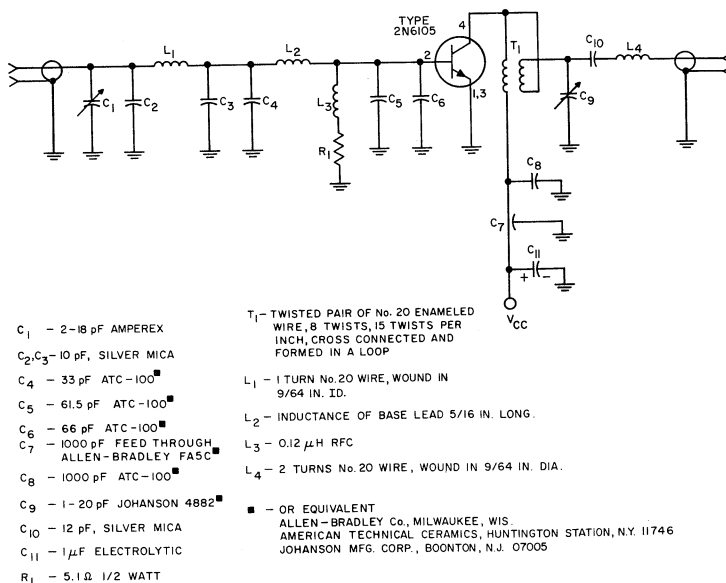 TYPE
2N6105
4
L1
L2
T1
C10
L4
2
1,3
C1
C2
C3
C4
L3
C5
C6
C9
R1
C8
C7
C11
+ −
VCC
C1 – 2-18 pF AMPEREX
C2,C3 – 10 pF, SILVER MICA
C4 – 33 pF ATC-100■
C5 – 61.5 pF ATC-100■
C6 – 66 pF ATC-100■
C7 – 1000 pF FEED THROUGH
ALLEN-BRADLEY FA5C■
C8 – 1000 pF ATC-100■
C9 – 1-20 pF JOHANSON 4882■
C10 – 12 pF, SILVER MICA
C11 – 1 μF ELECTROLYTIC
R1 – 5.1 Ω 1/2 WATT
T1 – TWISTED PAIR OF No. 20 ENAMELED
WIRE, 8 TWISTS, 15 TWISTS PER
INCH, CROSS CONNECTED AND
FORMED IN A LOOP
L1 – 1 TURN No. 20 WIRE, WOUND IN
9/64 IN. ID.
L2 – INDUCTANCE OF BASE LEAD 5/16 IN. LONG.
L3 – 0.12 μH RFC
L4 – 2 TURNS No. 20 WIRE, WOUND IN 9/64 IN. DIA.
■ – OR EQUIVALENT
ALLEN-BRADLEY Co., MILWAUKEE, WIS.
AMERICAN TECHNICAL CERAMICS, HUNTINGTON STATION, N.Y. 11746
JOHANSON MFG. CORP., BOONTON, N.J. 07005